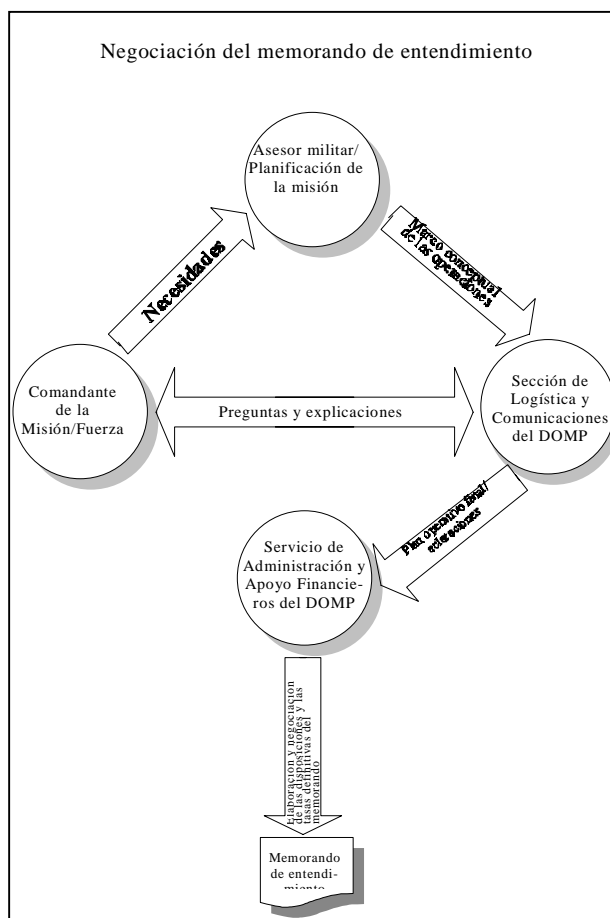 Negociación del memorando de entendimiento
Asesor militar/
Planificación de
la misión
Necesidades
Marco conceptual
de las operaciones
Comandante
de la
Misión/Fuerza
Preguntas y explicaciones
Sección de
Logística y
Comunicaciones
del DOMP
Plan operativo final/
aclaraciones
Servicio de
Administración y
Apoyo Financie-
ros del DOMP
Elaboración y negociación
de las disposiciones y las
tasas definitivas del
memorando
Memorando
de entendi-
miento